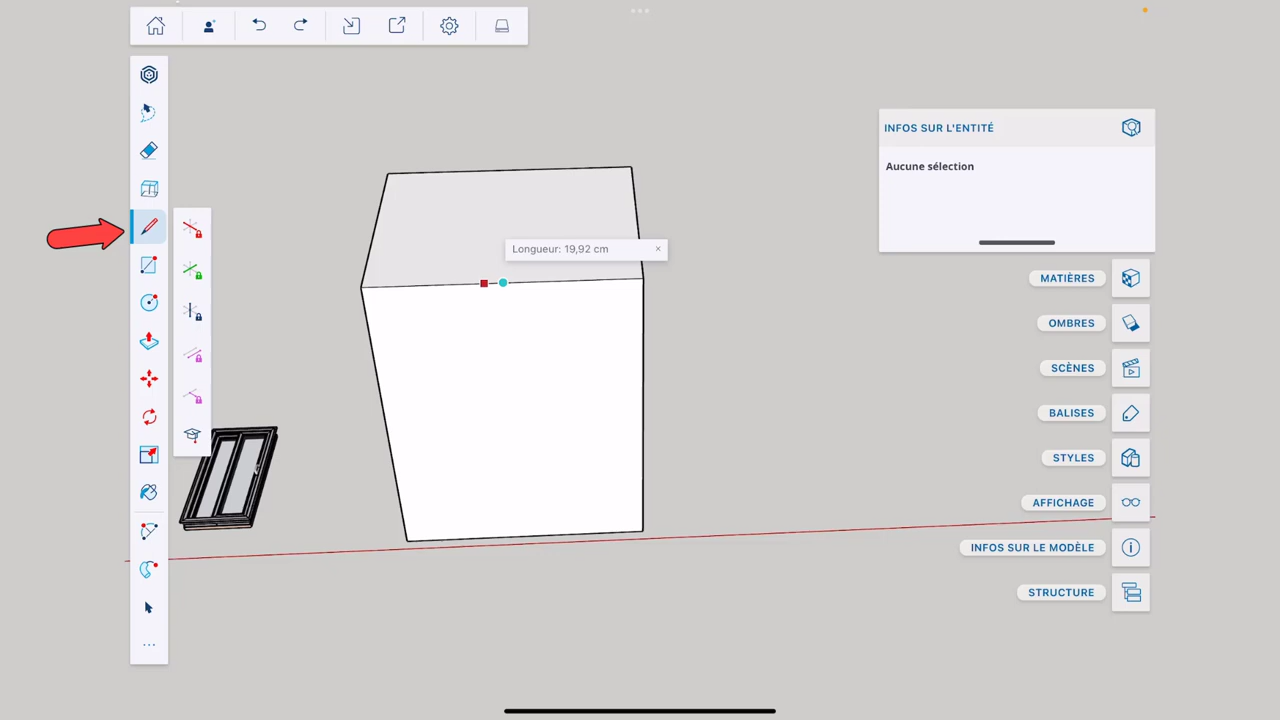 INFOS SUR L'ENTITÉ
Aucune sélection
Longueur: 19,92 cm
MATIÈRES
OMBRES
SCÈNES
BALISES
STYLES
AFFICHAGE
INFOS SUR LE MODÈLE
STRUCTURE